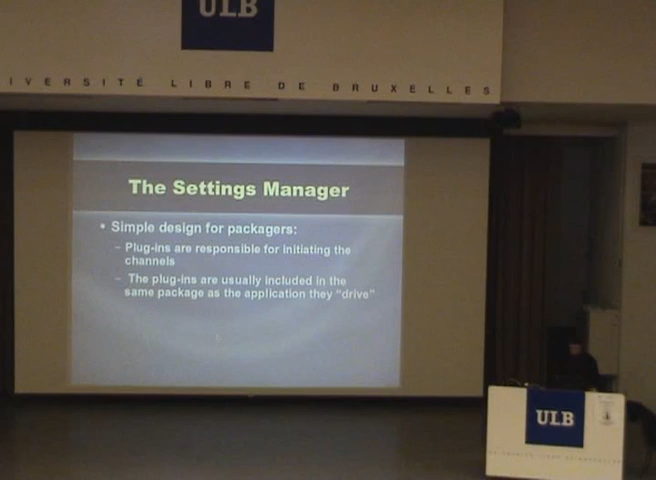 ULB
IVERSITÉ LIBRE DE BRUXELLES
The Settings Manager
• Simple design for packagers:
– Plug-ins are responsible for initiating the
channels
– The plug-ins are usually included in the
same package as the application they “drive”
ULB